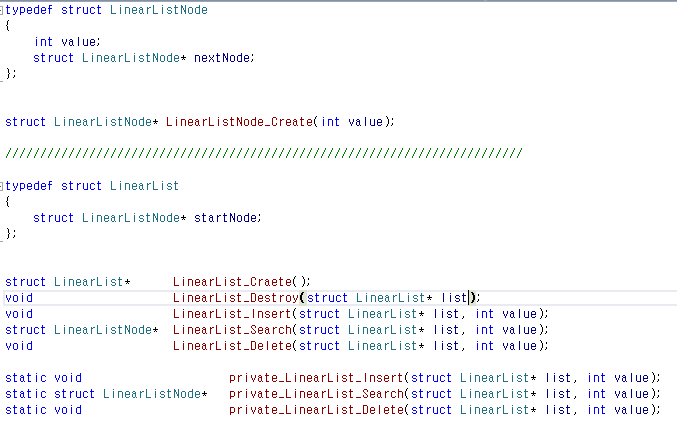 typedef struct LinearListNode
{
    int value;
    struct LinearListNode* nextNode;
};
struct LinearListNode* LinearListNode_Create(int value);
//////////////////////////////////////////////////////////////////////////
typedef struct LinearList
{
    struct LinearListNode* startNode;
};
struct LinearList*      LinearList_Craete();
void                    LinearList_Destroy(struct LinearList* list);
void                    LinearList_Insert(struct LinearList* list, int value);
struct LinearListNode*  LinearList_Search(struct LinearList* list, int value);
void                    LinearList_Delete(struct LinearList* list, int value);
static void                     private_LinearList_Insert(struct LinearList* list, int value);
static struct LinearListNode*   private_LinearList_Search(struct LinearList* list, int value);
static void                     private_LinearList_Delete(struct LinearList* list, int value);